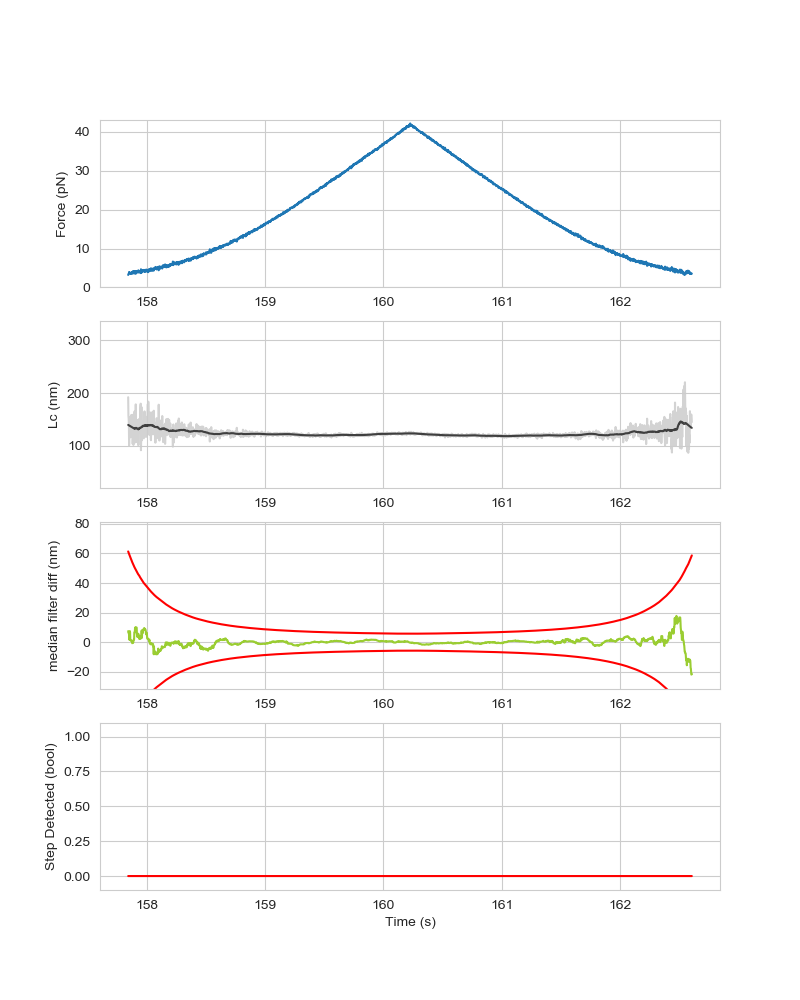 40
30
20
10
0
Force (pN)
158 159 160 161 162
300
200
100
Lc (nm)
158 159 160 161 162
80
60
40
20
0
−20
median filter diff (nm)
158 159 160 161 162
1.00
0.75
0.50
0.25
0.00
Step Detected (bool)
158 159 160 161 162
Time (s)